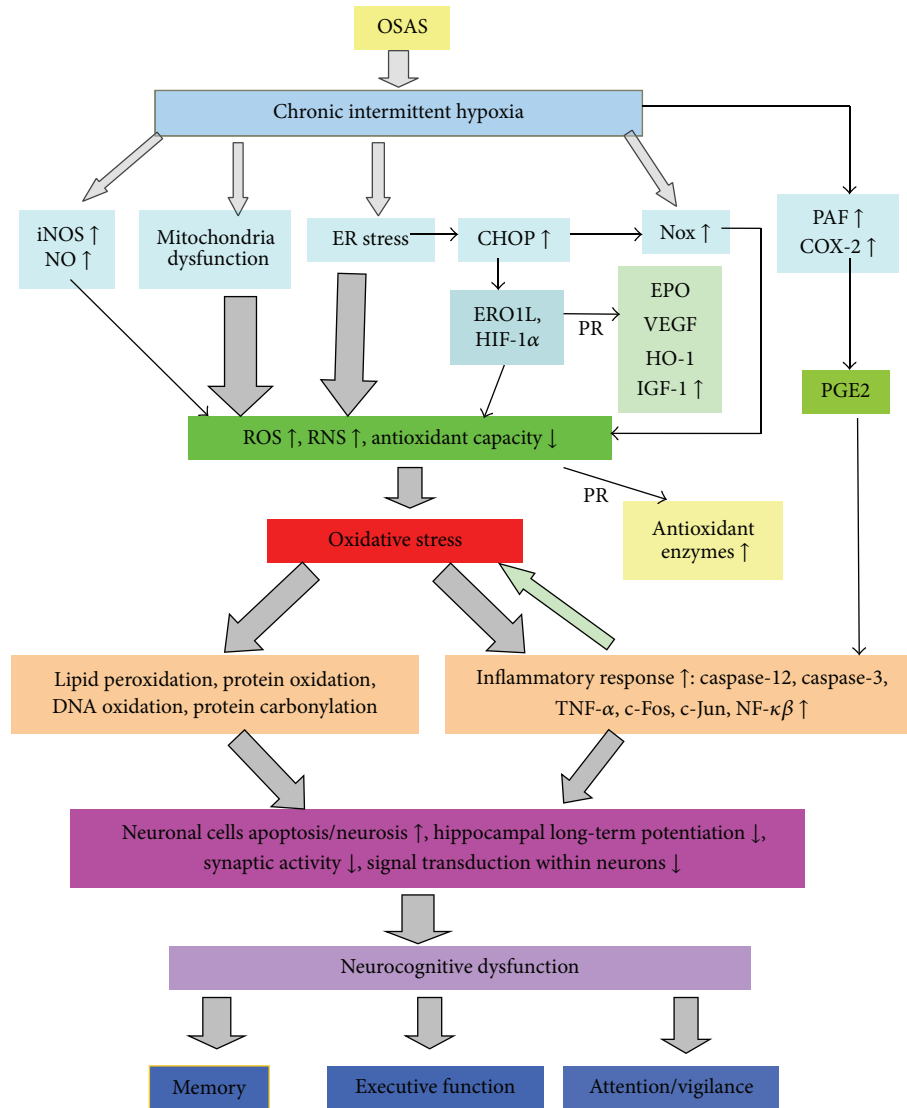 OSAS
Chronic intermittent hypoxia
iNOS ↑
NO ↑
Mitochondria
dysfunction
ER stress
CHOP ↑
Nox ↑
PAF ↑
COX-2 ↑
ERO1L,
HIF-1α
PR
EPO
VEGF
HO-1
IGF-1 ↑
PGE2
ROS ↑, RNS ↑, antioxidant capacity ↓
PR
Antioxidant
enzymes ↑
Oxidative stress
Lipid peroxidation, protein oxidation,
DNA oxidation, protein carbonylation
Inflammatory response ↑: caspase-12, caspase-3,
TNF-α, c-Fos, c-Jun, NF-κβ ↑
Neuronal cells apoptosis/neurosis ↑, hippocampal long-term potentiation ↓,
synaptic activity ↓, signal transduction within neurons ↓
Neurocognitive dysfunction
Memory
Executive function
Attention/vigilance